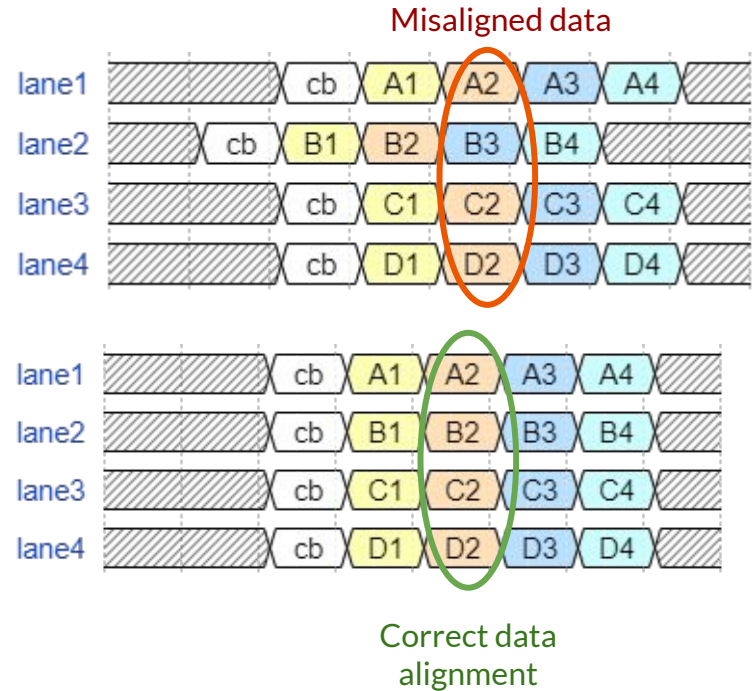 Misaligned data
lane1 cb A1 A2 A3 A4
lane2 cb B1 B2 B3 B4
lane3 cb C1 C2 C3 C4
lane4 cb D1 D2 D3 D4
lane1 cb A1 A2 A3 A4
lane2 cb B1 B2 B3 B4
lane3 cb C1 C2 C3 C4
lane4 cb D1 D2 D3 D4
Correct data
alignment